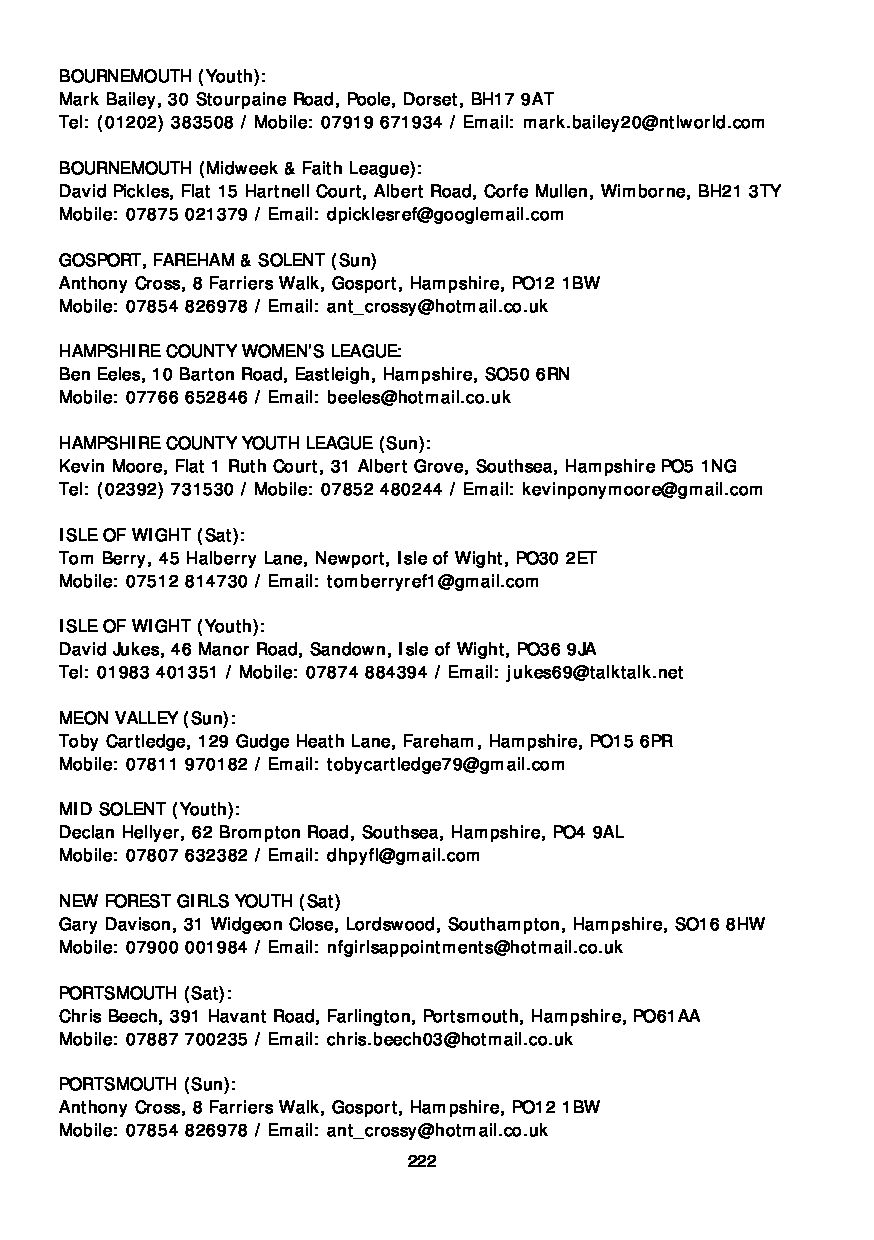 BOURNEMOUTH (Youth):
Mark Bailey, 30 Stourpaine Road, Poole, Dorset, BH17 9AT
Tel: (01202) 383508 / Mobile: 07919 671934 / Email: mark.bailey20@ntlworld.com
BOURNEMOUTH (Midweek & Faith League):
David Pickles, Flat 15 Hartnell Court, Albert Road, Corfe Mullen, Wimborne, BH21 3TY
Mobile: 07875 021379 / Email: dpicklesref@googlemail.com
GOSPORT, FAREHAM & SOLENT (Sun)
Anthony Cross, 8 Farriers Walk, Gosport, Hampshire, PO12 1BW
Mobile: 07854 826978 / Email: ant_crossy@hotmail.co.uk
HAMPSHIRE COUNTY WOMEN'S LEAGUE:
Ben Eeles, 10 Barton Road, Eastleigh, Hampshire, SO50 6RN
Mobile: 07766 652846 / Email: beeles@hotmail.co.uk
HAMPSHIRE COUNTY YOUTH LEAGUE (Sun):
Kevin Moore, Flat 1 Ruth Court, 31 Albert Grove, Southsea, Hampshire PO5 1NG
Tel: (02392) 731530 / Mobile: 07852 480244 / Email: kevinponymoore@gmail.com
ISLE OF WIGHT (Sat):
Tom Berry, 45 Halberry Lane, Newport, Isle of Wight, PO30 2ET
Mobile: 07512 814730 / Email: tomberryref1@gmail.com
ISLE OF WIGHT (Youth):
David Jukes, 46 Manor Road, Sandown, Isle of Wight, PO36 9JA
Tel: 01983 401351 / Mobile: 07874 884394 / Email: jukes69@talktalk.net
MEON VALLEY (Sun):
Toby Cartledge, 129 Gudge Heath Lane, Fareham, Hampshire, PO15 6PR
Mobile: 07811 970182 / Email: tobycartledge79@gmail.com
MID SOLENT (Youth):
Declan Hellyer, 62 Brompton Road, Southsea, Hampshire, PO4 9AL
Mobile: 07807 632382 / Email: dhpyfl@gmail.com
NEW FOREST GIRLS YOUTH (Sat)
Gary Davison, 31 Widgeon Close, Lordswood, Southampton, Hampshire, SO16 8HW
Mobile: 07900 001984 / Email: nfgirlsappointments@hotmail.co.uk
PORTSMOUTH (Sat):
Chris Beech, 391 Havant Road, Farlington, Portsmouth, Hampshire, PO61AA
Mobile: 07887 700235 / Email: chris.beech03@hotmail.co.uk
PORTSMOUTH (Sun):
Anthony Cross, 8 Farriers Walk, Gosport, Hampshire, PO12 1BW
Mobile: 07854 826978 / Email: ant_crossy@hotmail.co.uk
222